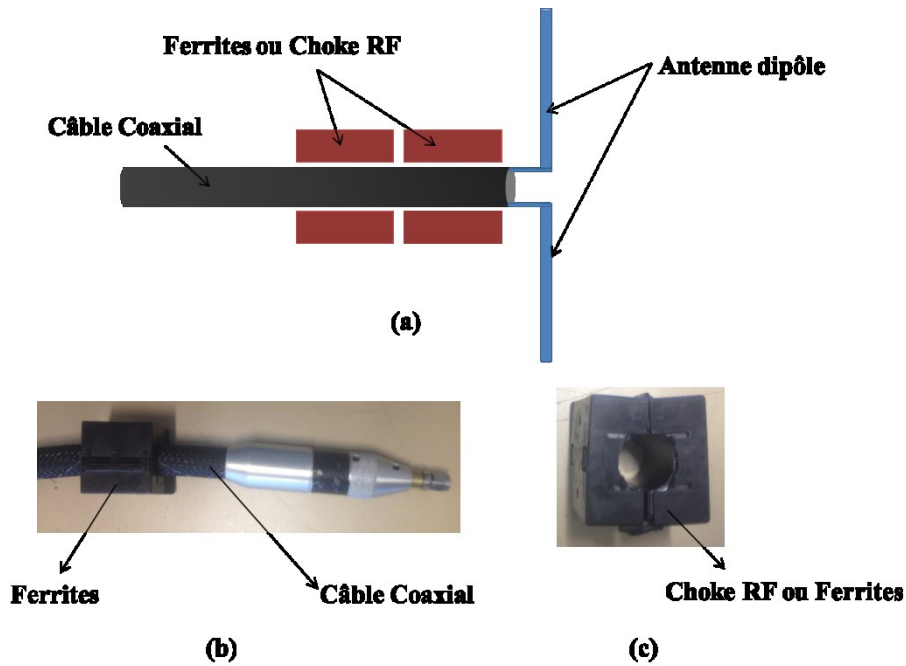 Ferrites ou Choke RF
Antenne dipôle
Câble Coaxial
(a)
Ferrites
Câble Coaxial
Choke RF ou Ferrites
(b)
(c)